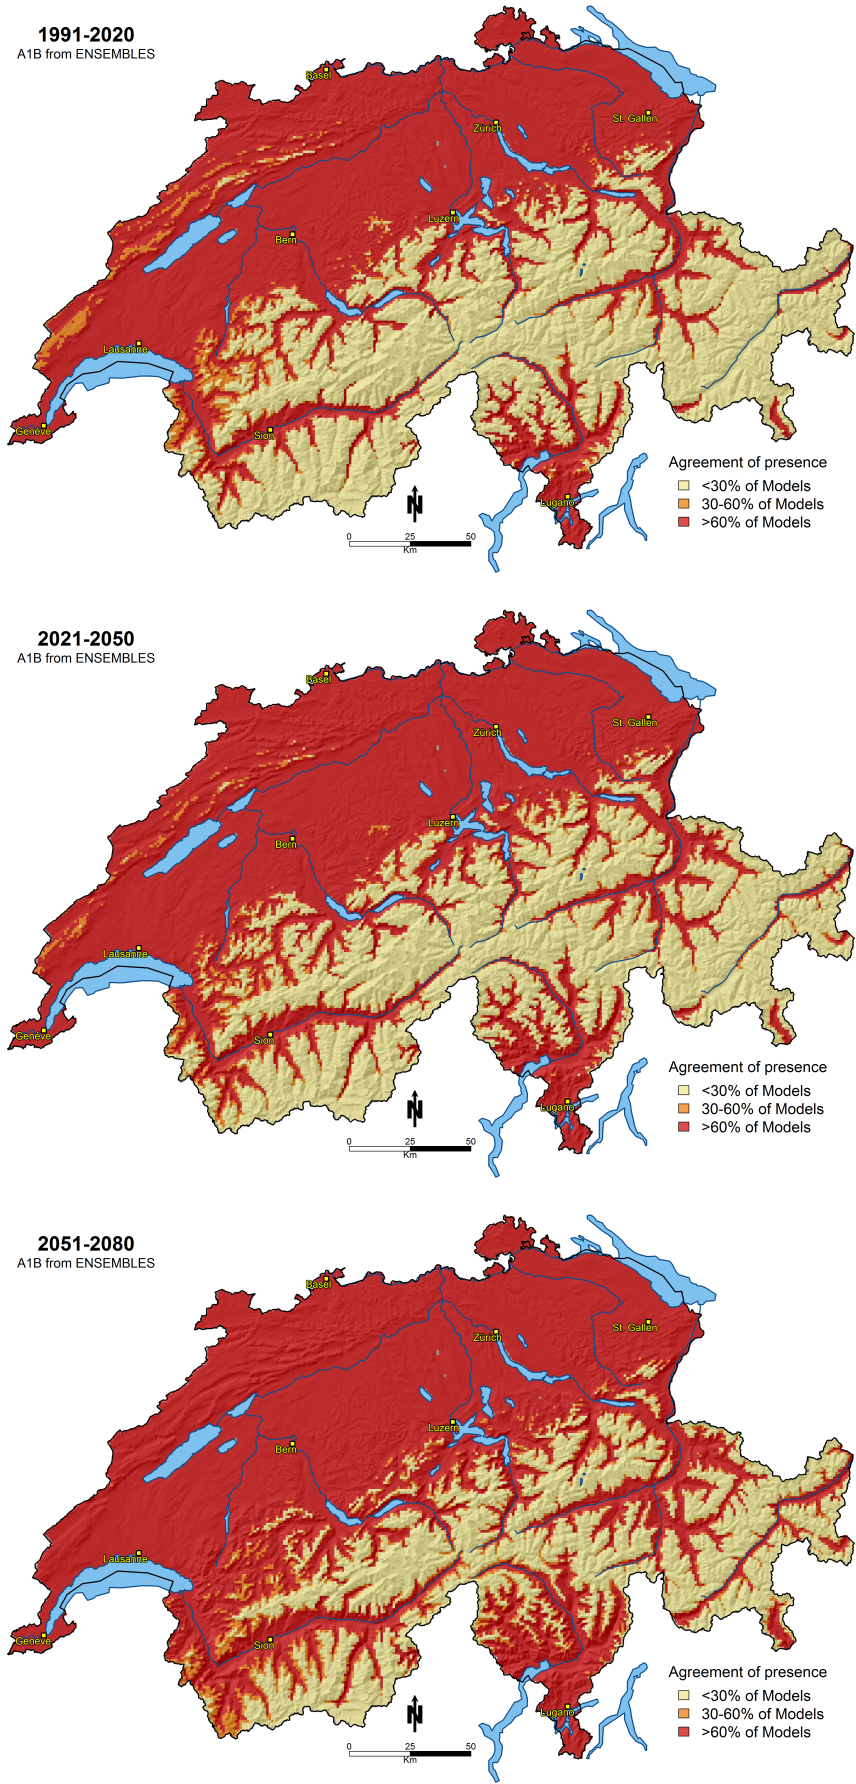 1991-2020
A1B from ENSEMBLES
Basel
Zürich
St. Gallen
Luzern
Bern
Lausanne
Genève
Sion
Lugano
N
Agreement of presence
<30% of Models
30-60% of Models
>60% of Models
0 25 50
Km
2021-2050
A1B from ENSEMBLES
Basel
Zürich
St. Gallen
Luzern
Bern
Lausanne
Genève
Sion
Lugano
N
Agreement of presence
<30% of Models
30-60% of Models
>60% of Models
0 25 50
Km
2051-2080
A1B from ENSEMBLES
Basel
Zürich
St. Gallen
Luzern
Bern
Lausanne
Genève
Sion
Lugano
N
Agreement of presence
<30% of Models
30-60% of Models
>60% of Models
0 25 50
Km